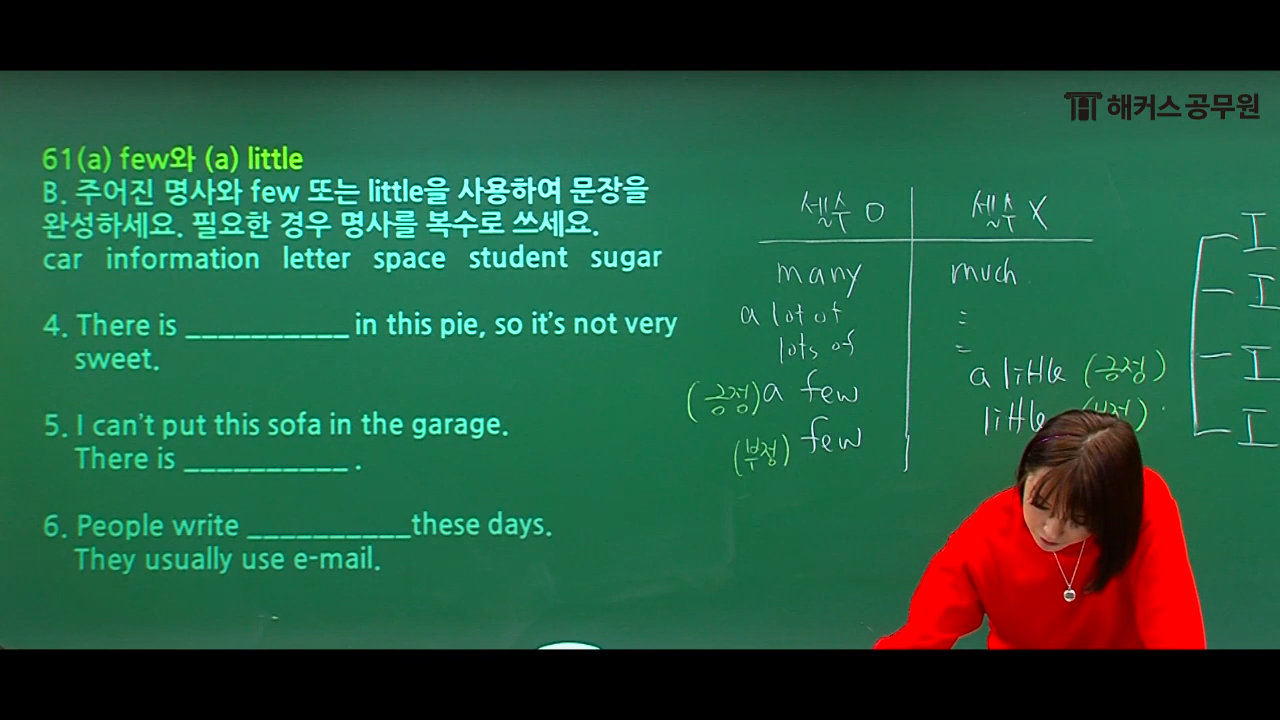 해커스 공무원
61(a) few와 (a) little
B. 주어진 명사와 few 또는 little을 사용하여 문장을
완성하세요. 필요한 경우 명사를 복수로 쓰세요.
car information letter space student sugar
4. There is __________ in this pie, so it's not very
sweet.
5. I can't put this sofa in the garage.
There is __________ .
6. People write __________these days.
They usually use e-mail.
셀 수 O
셀 수 X
many
much
a lot of
=
lots of
=
(긍정) a few
a little (긍정)
(부정) few
little (부정)
I
I
I
I